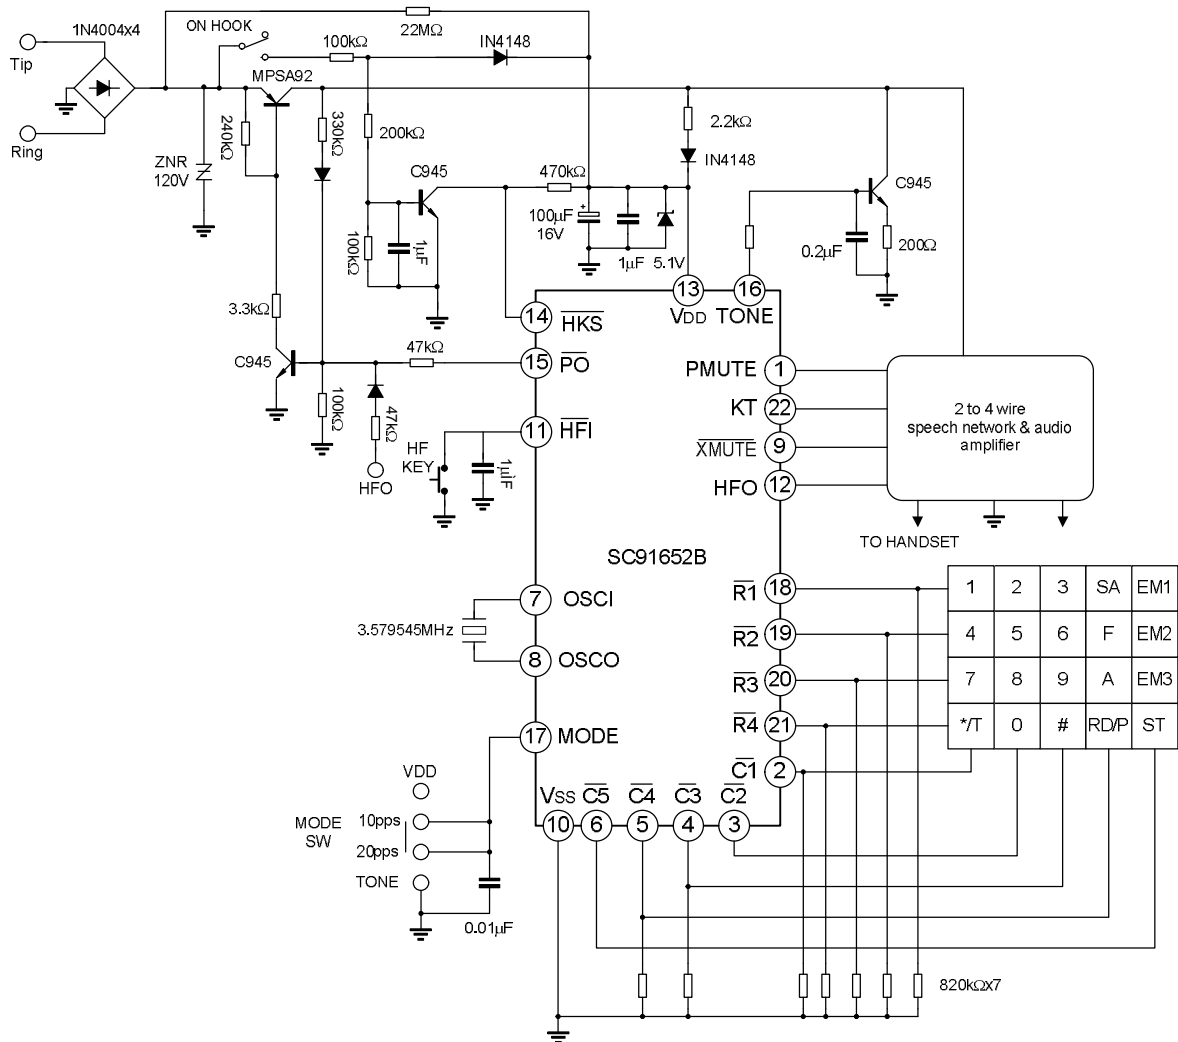 1N4004x4
Tip
Ring
ON HOOK
22MΩ
100kΩ
IN4148
MPSA92
240kΩ
330kΩ
200kΩ
2.2kΩ
IN4148
ZNR
120V
C945
470kΩ
C945
100kΩ
1µF
100µF
+
16V
1µF
5.1V
0.2µF
200Ω
3.3kΩ
C945
47kΩ
100kΩ
47kΩ
HFO
HF
KEY
1µìF
13
VDD
16
TONE
14
HKS
15
PO
11
HFI
PMUTE
1
KT
22
XMUTE
9
HFO
12
2 to 4 wire
speech network & audio
amplifier
TO HANDSET
SC91652B
7
OSCI
3.579545MHz
8
OSCO
17
MODE
R1
18
R2
19
R3
20
R4
21
C1
2
1 2 3 SA EM1
4 5 6 F EM2
7 8 9 A EM3
*/T 0 # RD/P ST
VDD
MODE
SW
10pps
20pps
TONE
0.01µF
VSS
C5
C4
C3
C2
10
6
5
4
3
820kΩx7